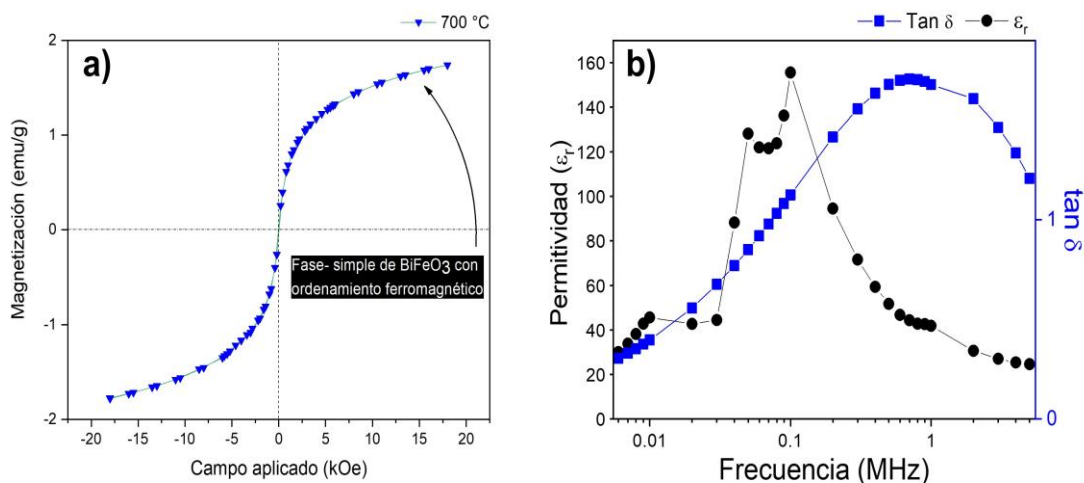 700 °C
a)
2
1
0
-1
-2
Magnetización (emu/g)
-20 -15 -10 -5 0 5 10 15 20
Campo aplicado (kOe)
Fase- simple de BiFeO3 con
ordenamiento ferromagnético
Tan δ εr
b)
160
140
120
100
80
60
40
20
0
Permitividad (εr)
0.01 0.1 1
Frecuencia (MHz)
1
0
tan δ